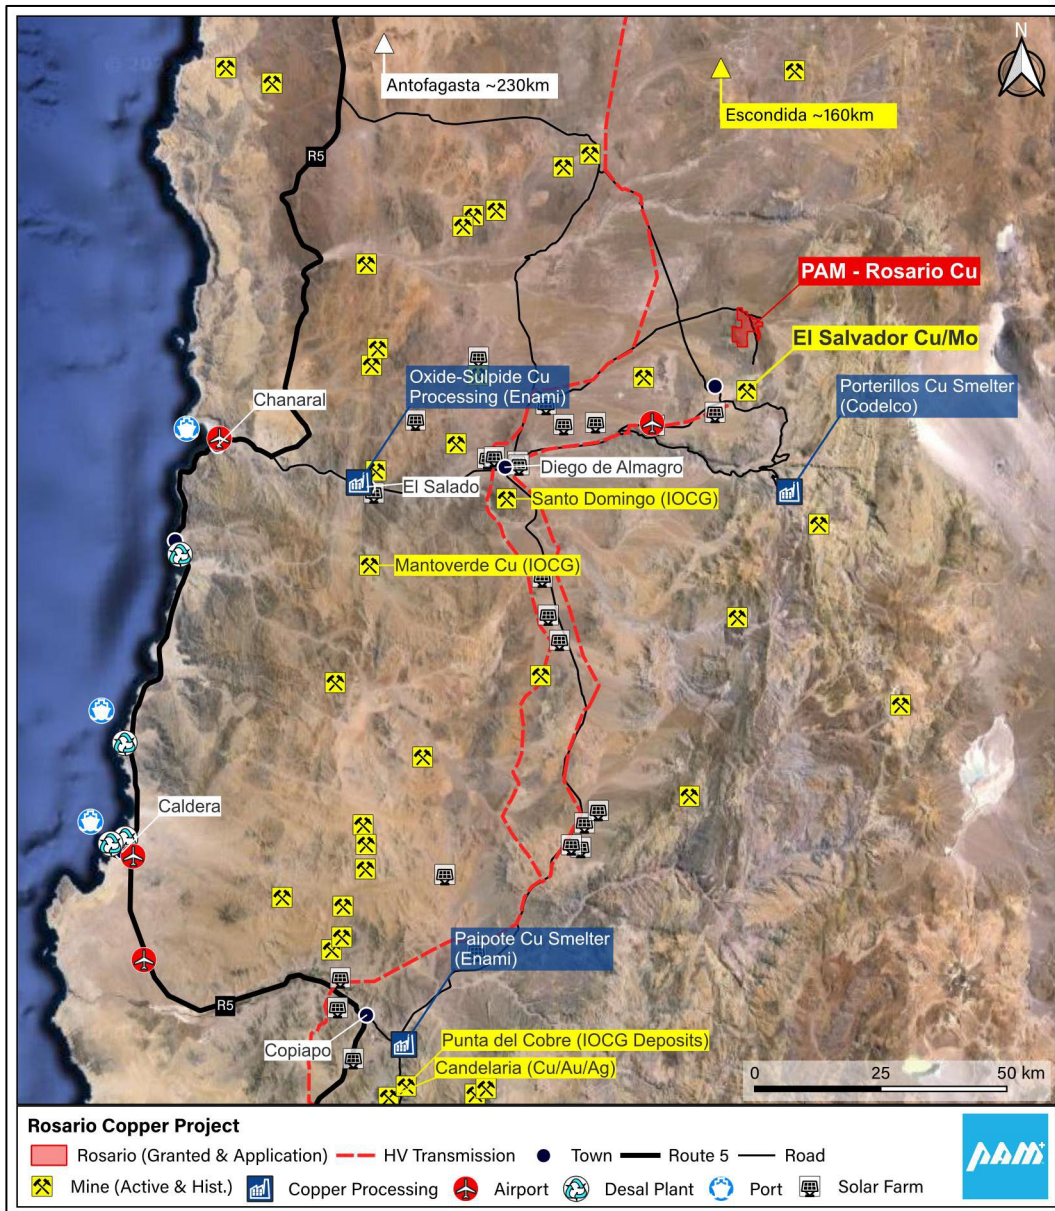 N
Antofagasta ~230km
Escondida ~160km
R5
PAM - Rosario Cu
El Salvador Cu/Mo
Oxide-Sulpide Cu
Processing (Enami)
Porterillos Cu Smelter
(Codelco)
Chanaral
Diego de Almagro
El Salado
Santo Domingo (IOCG)
Mantoverde Cu (IOCG)
Caldera
Paipote Cu Smelter
(Enami)
R5
Copiapo
Punta del Cobre (IOCG Deposits)
Candelaria (Cu/Au/Ag)
0 25 50 km
Rosario Copper Project
Rosario (Granted & Application) HV Transmission Town Route 5 Road
Mine (Active & Hist.) Copper Processing Airport Desal Plant Port Solar Farm
PAM+